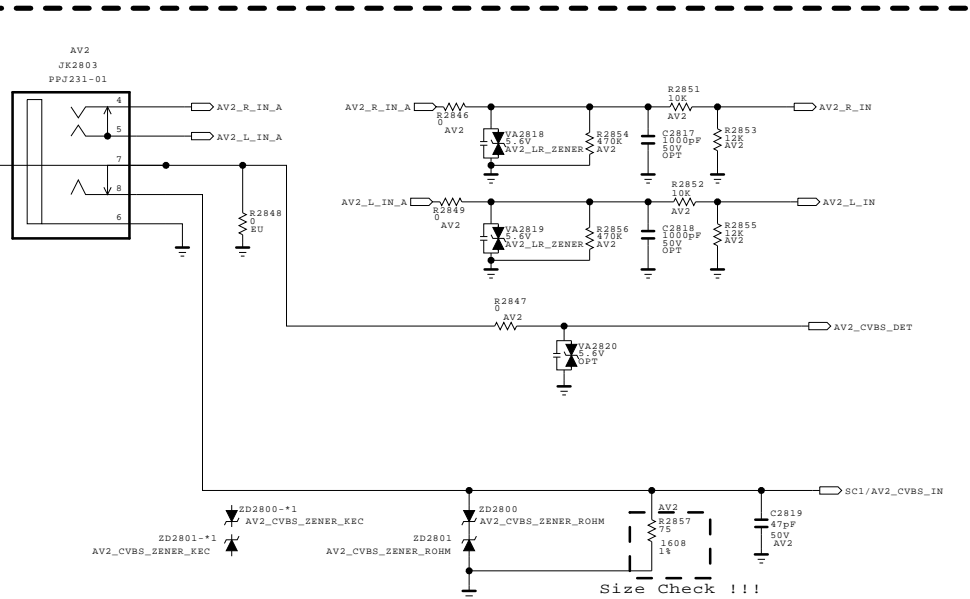 AV2
JK2803
PPJ231-01
4
5
7
8
6
AV2_R_IN_A
AV2_L_IN_A
R2848
0
EU
AV2_R_IN_A
R2846
0
AV2
VA2818
5.6V
AV2_LR_ZENER
R2854
470K
AV2
C2817
1000pF
50V
OPT
R2851
10K
AV2
R2853
12K
AV2
AV2_R_IN
AV2_L_IN_A
R2849
0
AV2
VA2819
5.6V
AV2_LR_ZENER
R2856
470K
AV2
C2818
1000pF
50V
OPT
R2852
10K
AV2
R2855
12K
AV2
AV2_L_IN
R2847
0
AV2
VA2820
5.6V
OPT
AV2_CVBS_DET
ZD2800-*1
AV2_CVBS_ZENER_KEC
ZD2801-*1
AV2_CVBS_ZENER_KEC
ZD2800
AV2_CVBS_ZENER_ROHM
ZD2801
AV2_CVBS_ZENER_ROHM
AV2
R2857
75
1608
1%
Size Check !!!
C2819
47pF
50V
AV2
SC1/AV2_CVBS_IN